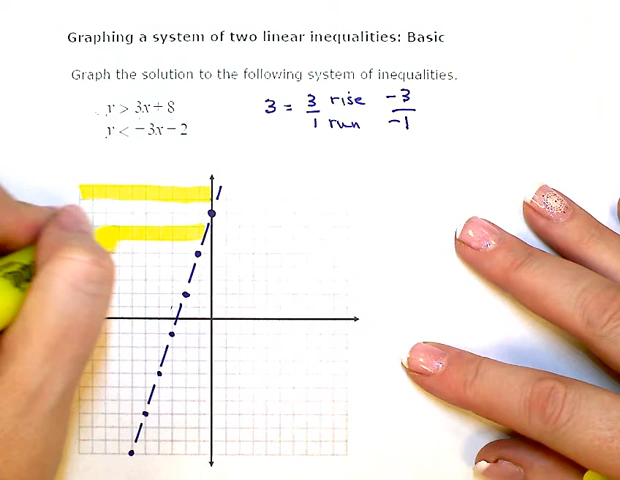 Graphing a system of two linear inequalities: Basic
Graph the solution to the following system of inequalities.
y > 3x + 8
y < −3x − 2
3 = 3/1 rise/run -3/-1